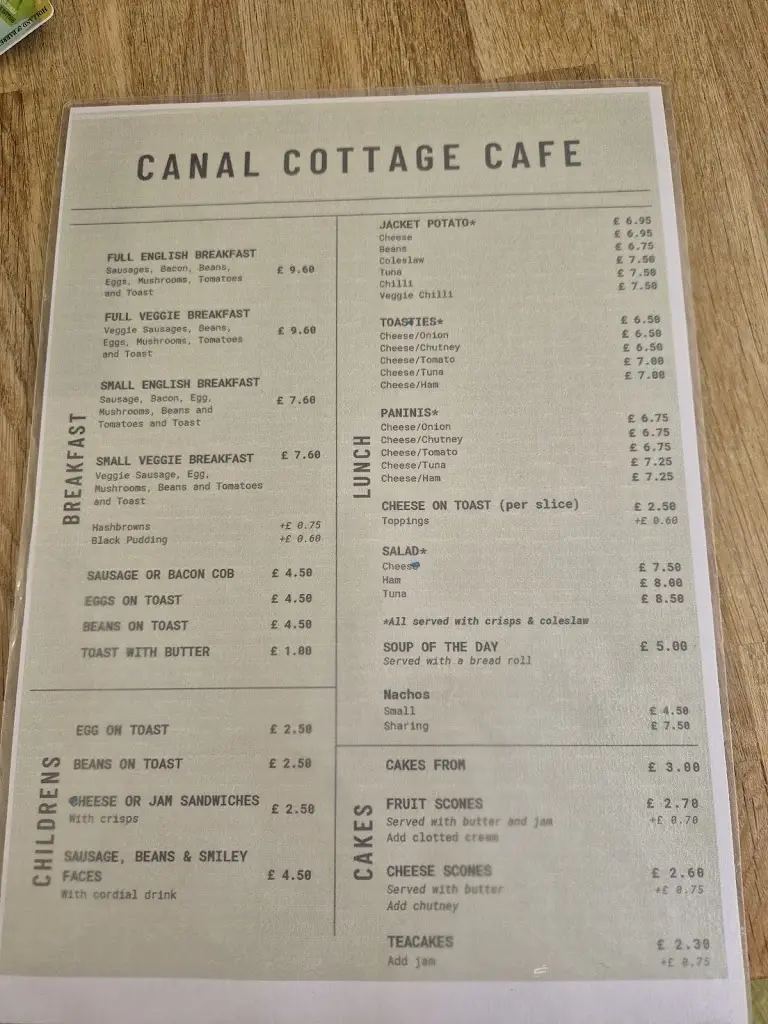 CANAL COTTAGE CAFE
BREAKFAST
FULL ENGLISH BREAKFAST
Sausages, Bacon, Beans, £ 9.60
Eggs, Mushrooms, Tomatoes
and Toast
FULL VEGGIE BREAKFAST
Veggie Sausages, Beans, £ 9.60
Eggs, Mushrooms, Tomatoes
and Toast
SMALL ENGLISH BREAKFAST
Sausage, Bacon, Egg, £ 7.60
Mushrooms, Beans and
Tomatoes and Toast
SMALL VEGGIE BREAKFAST £ 7.60
Veggie Sausage, Egg,
Mushrooms, Beans and Tomatoes
and Toast
Hashbrowns +£ 0.75
Black Pudding +£ 0.60
SAUSAGE OR BACON COB £ 4.50
EGGS ON TOAST £ 4.50
BEANS ON TOAST £ 4.50
TOAST WITH BUTTER £ 1.00
CHILDRENS
EGG ON TOAST £ 2.50
BEANS ON TOAST £ 2.50
CHEESE OR JAM SANDWICHES £ 2.50
With crisps
SAUSAGE, BEANS & SMILEY
FACES £ 4.50
With cordial drink
LUNCH
JACKET POTATO* £ 6.95
Cheese £ 6.95
Beans £ 6.75
Coleslaw £ 7.50
Tuna £ 7.50
Chilli £ 7.50
Veggie Chilli
TOASTIES* £ 6.50
Cheese/Onion £ 6.50
Cheese/Chutney £ 6.50
Cheese/Tomato £ 7.00
Cheese/Tuna £ 7.00
Cheese/Ham
PANINIS* £ 6.75
Cheese/Onion £ 6.75
Cheese/Chutney £ 6.75
Cheese/Tomato £ 7.25
Cheese/Tuna £ 7.25
Cheese/Ham
CHEESE ON TOAST (per slice) £ 2.50
Toppings +£ 0.60
SALAD*
Cheese £ 7.50
Ham £ 8.00
Tuna £ 8.50
*All served with crisps & coleslaw
SOUP OF THE DAY £ 5.00
Served with a bread roll
Nachos
Small £ 4.50
Sharing £ 7.50
CAKES
CAKES FROM £ 3.00
FRUIT SCONES £ 2.70
Served with butter and jam +£ 0.70
Add clotted cream
CHEESE SCONES £ 2.60
Served with butter +£ 0.75
Add chutney
TEACAKES £ 2.30
Add jam +£ 0.75